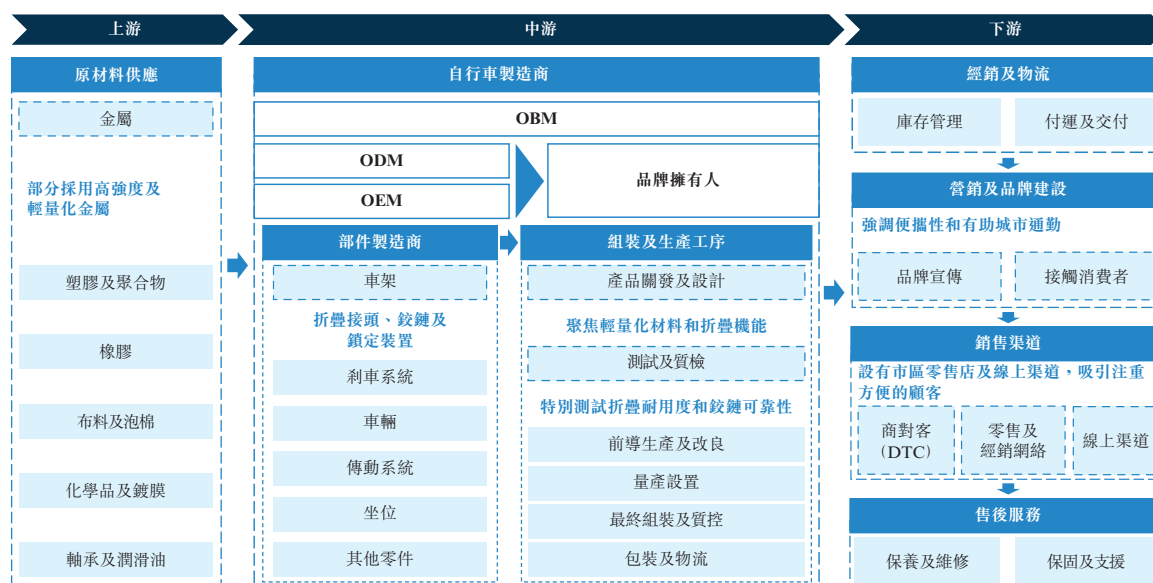 上游
中游
下游
原材料供應
金屬
部分採用高強度及
輕量化金屬
塑膠及聚合物
橡膠
布料及泡棉
化學品及鍍膜
軸承及潤滑油
自行車製造商
OBM
ODM
OEM
品牌擁有人
部件製造商
車架
折疊接頭、鉸鏈及
鎖定裝置
剎車系統
車輛
傳動系統
坐位
其他零件
組裝及生產工序
產品開發及設計
聚焦輕量化材料和折疊機能
測試及質檢
特別測試折疊耐用度和鉸鏈可靠性
前導生產及改良
量產設置
最終組裝及質控
包裝及物流
經銷及物流
庫存管理
付運及交付
營銷及品牌建設
強調便攜性和有助城市通勤
品牌宣傳
接觸消費者
銷售渠道
設有市區零售店及線上渠道，吸引注重
方便的顧客
商對客
(DTC)
零售及
經銷網絡
線上渠道
售後服務
保養及維修
保固及支援